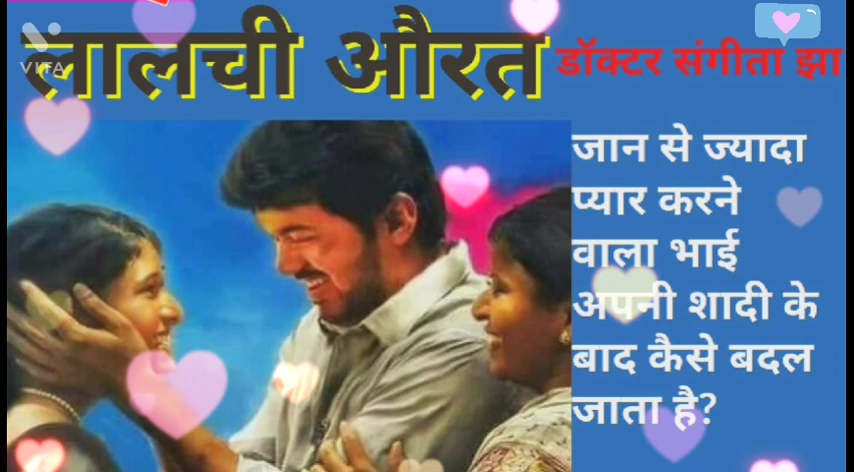 लालची औरत
डॉक्टर संगीता झा
VITA
जान से ज्यादा
प्यार करने
वाला भाई
अपनी शादी के
बाद कैसे बदल
जाता है?